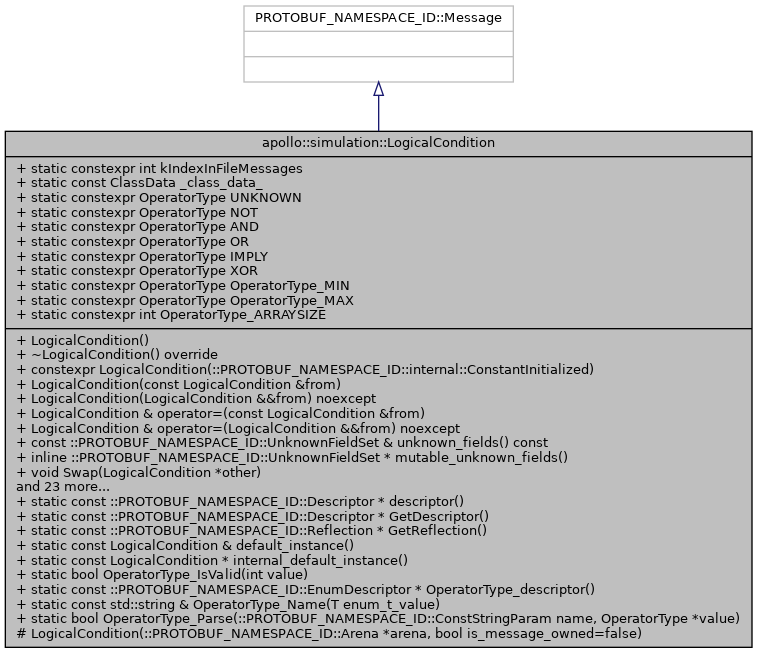 PROTOBUF_NAMESPACE_ID::Message
apollo::simulation::LogicalCondition
+ static constexpr int kIndexInFileMessages
+ static const ClassData _class_data_
+ static constexpr OperatorType UNKNOWN
+ static constexpr OperatorType NOT
+ static constexpr OperatorType AND
+ static constexpr OperatorType OR
+ static constexpr OperatorType IMPLY
+ static constexpr OperatorType XOR
+ static constexpr OperatorType OperatorType_MIN
+ static constexpr OperatorType OperatorType_MAX
+ static constexpr int OperatorType_ARRAYSIZE
+ LogicalCondition()
+ ~LogicalCondition() override
+ constexpr LogicalCondition(::PROTOBUF_NAMESPACE_ID::internal::ConstantInitialized)
+ LogicalCondition(const LogicalCondition &from)
+ LogicalCondition(LogicalCondition &&from) noexcept
+ LogicalCondition & operator=(const LogicalCondition &from)
+ LogicalCondition & operator=(LogicalCondition &&from) noexcept
+ const ::PROTOBUF_NAMESPACE_ID::UnknownFieldSet & unknown_fields() const
+ inline ::PROTOBUF_NAMESPACE_ID::UnknownFieldSet * mutable_unknown_fields()
+ void Swap(LogicalCondition *other)
and 23 more...
+ static const ::PROTOBUF_NAMESPACE_ID::Descriptor * descriptor()
+ static const ::PROTOBUF_NAMESPACE_ID::Descriptor * GetDescriptor()
+ static const ::PROTOBUF_NAMESPACE_ID::Reflection * GetReflection()
+ static const LogicalCondition & default_instance()
+ static const LogicalCondition * internal_default_instance()
+ static bool OperatorType_IsValid(int value)
+ static const ::PROTOBUF_NAMESPACE_ID::EnumDescriptor * OperatorType_descriptor()
+ static const std::string & OperatorType_Name(T enum_t_value)
+ static bool OperatorType_Parse(::PROTOBUF_NAMESPACE_ID::ConstStringParam name, OperatorType *value)
# LogicalCondition(::PROTOBUF_NAMESPACE_ID::Arena *arena, bool is_message_owned=false)